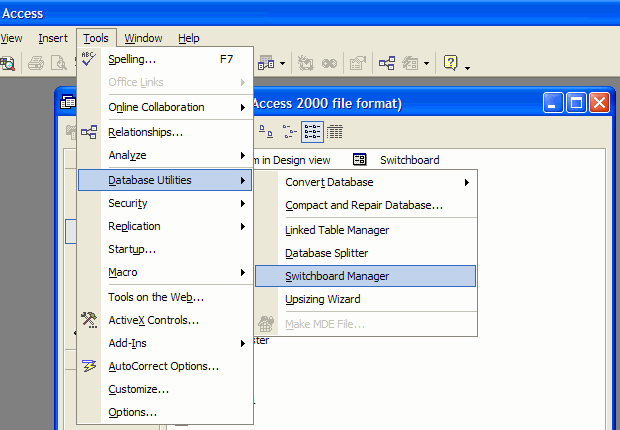 Access
View Insert Tools Window Help
Spelling... F7
Office Links
Online Collaboration
Access 2000 file format)
Relationships...
Analyze
in Design view Switchboard
Database Utilities
Convert Database
Security
Compact and Repair Database...
Replication
Linked Table Manager
Startup...
Database Splitter
Macro
Switchboard Manager
Tools on the Web...
Upsizing Wizard
ActiveX Controls...
Make MDE File...
Add-Ins
AutoCorrect Options...
Customize...
Options...